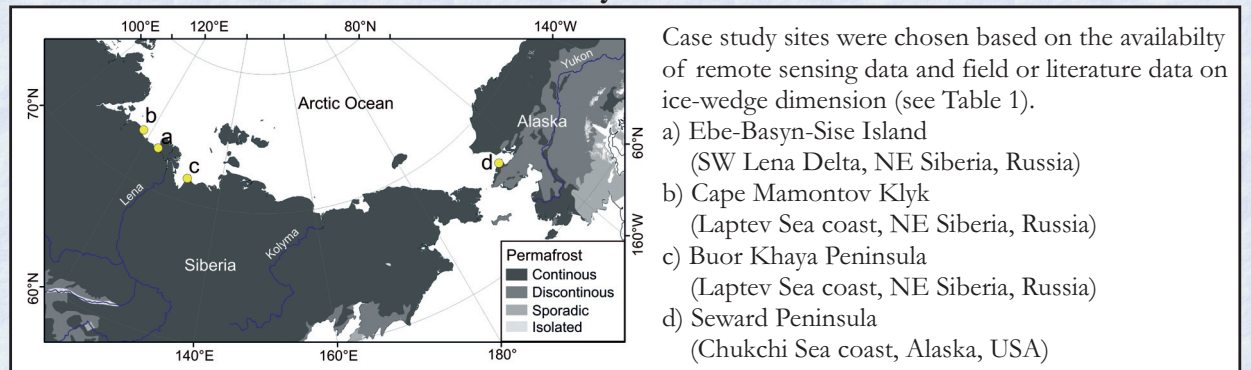 100°E 120°E 80°N 140°W
70°N
60°N
Arctic Ocean
Yukon
Alaska
b
a
c
d
Lena
Kolyma
Siberia
60°N
160°W
Permafrost
Continous
Discontinous
Sporadic
Isolated
140°E 160°E 180°
Case study sites were chosen based on the availabilty
of remote sensing data and field or literature data on
ice-wedge dimension (see Table 1).
a) Ebe-Basyn-Sise Island
(SW Lena Delta, NE Siberia, Russia)
b) Cape Mamontov Klyk
(Laptev Sea coast, NE Siberia, Russia)
c) Buor Khaya Peninsula
(Laptev Sea coast, NE Siberia, Russia)
d) Seward Peninsula
(Chukchi Sea coast, Alaska, USA)